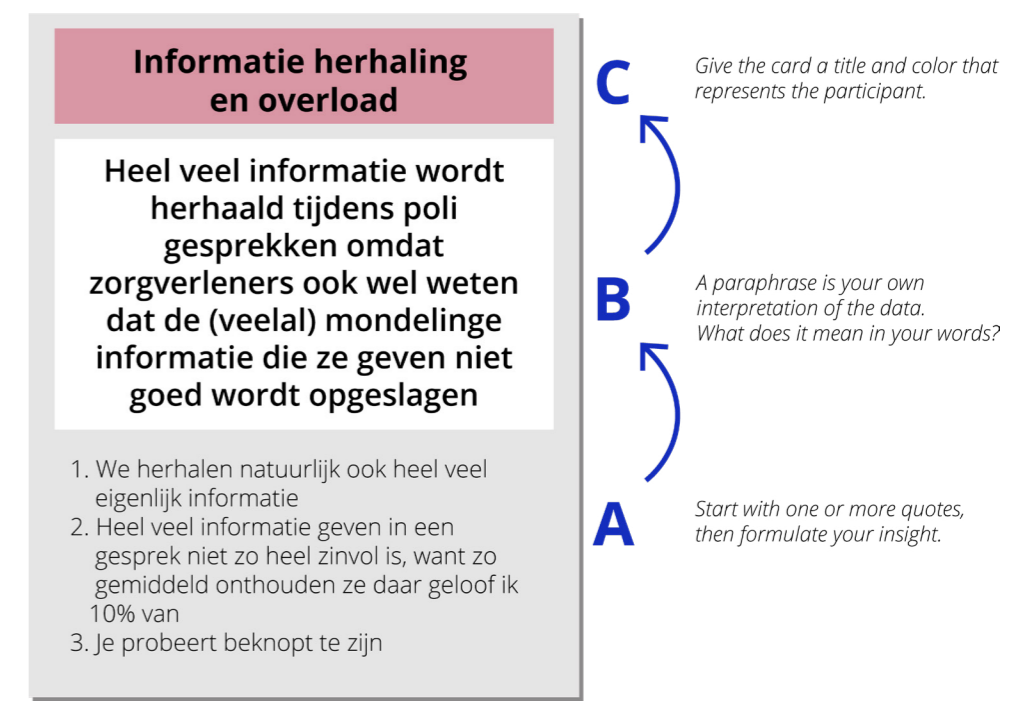 Informatie herhaling
en overload
Heel veel informatie wordt
herhaald tijdens poli
gesprekken omdat
zorgverleners ook wel weten
dat de (veelal) mondelinge
informatie die ze geven niet
goed wordt opgeslagen
1. We herhalen natuurlijk ook heel veel
eigenlijk informatie
2. Heel veel informatie geven in een
gesprek niet zo heel zinvol is, want zo
gemiddeld onthouden ze daar geloof ik
10% van
3. Je probeert beknopt te zijn
C
Give the card a title and color that
represents the participant.
B
A paraphrase is your own
interpretation of the data.
What does it mean in your words?
A
Start with one or more quotes,
then formulate your insight.